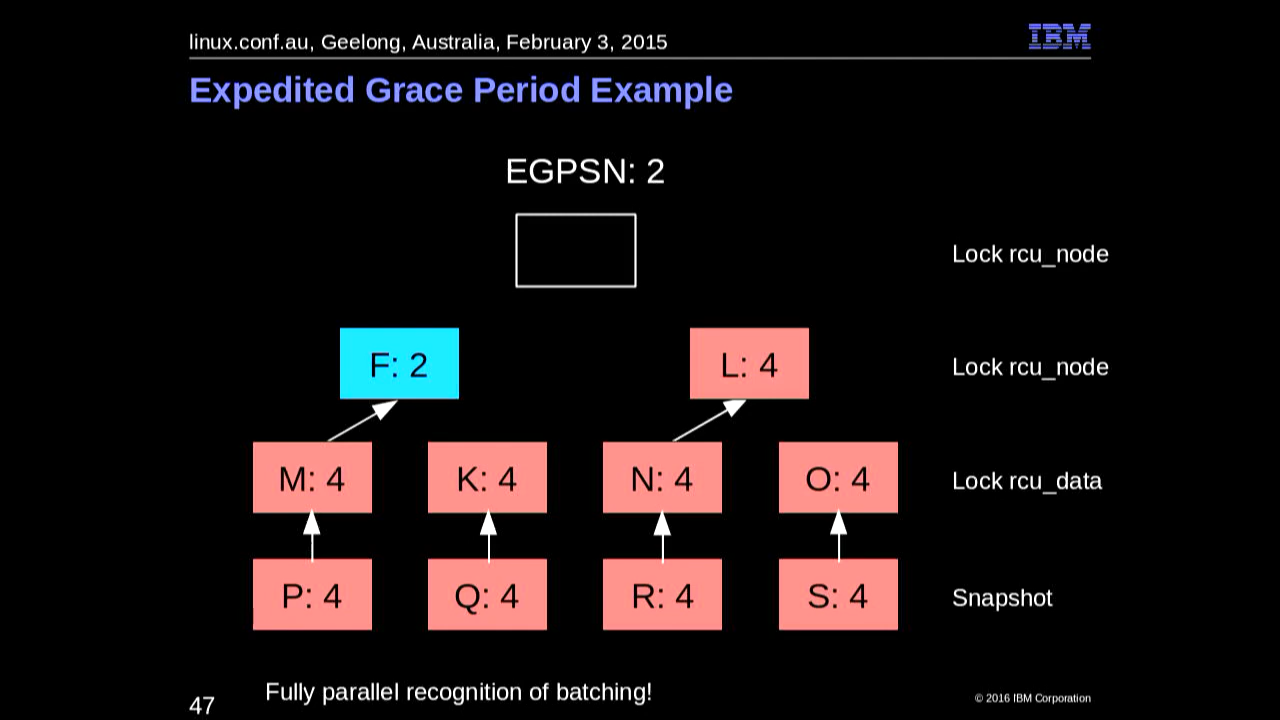 linux.conf.au, Geelong, Australia, February 3, 2015
IBM
Expedited Grace Period Example
EGPSN: 2
Lock rcu_node
F: 2
L: 4
Lock rcu_node
M: 4
K: 4
N: 4
O: 4
Lock rcu_data
P: 4
Q: 4
R: 4
S: 4
Snapshot
Fully parallel recognition of batching!
47
© 2016 IBM Corporation